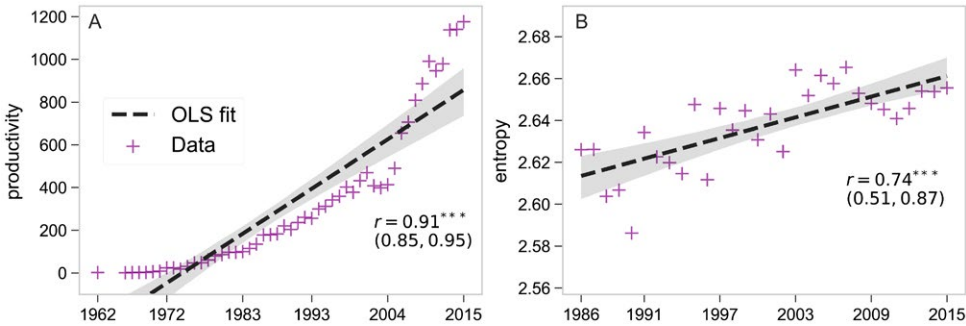 A
productivity
1200
1000
800
600
400
200
0
OLS fit
Data
r = 0.91***
(0.85, 0.95)
1962 1972 1983 1993 2004 2015
B
entropy
2.68
2.66
2.64
2.62
2.60
2.58
2.56
r = 0.74***
(0.51, 0.87)
1986 1991 1997 2003 2009 2015